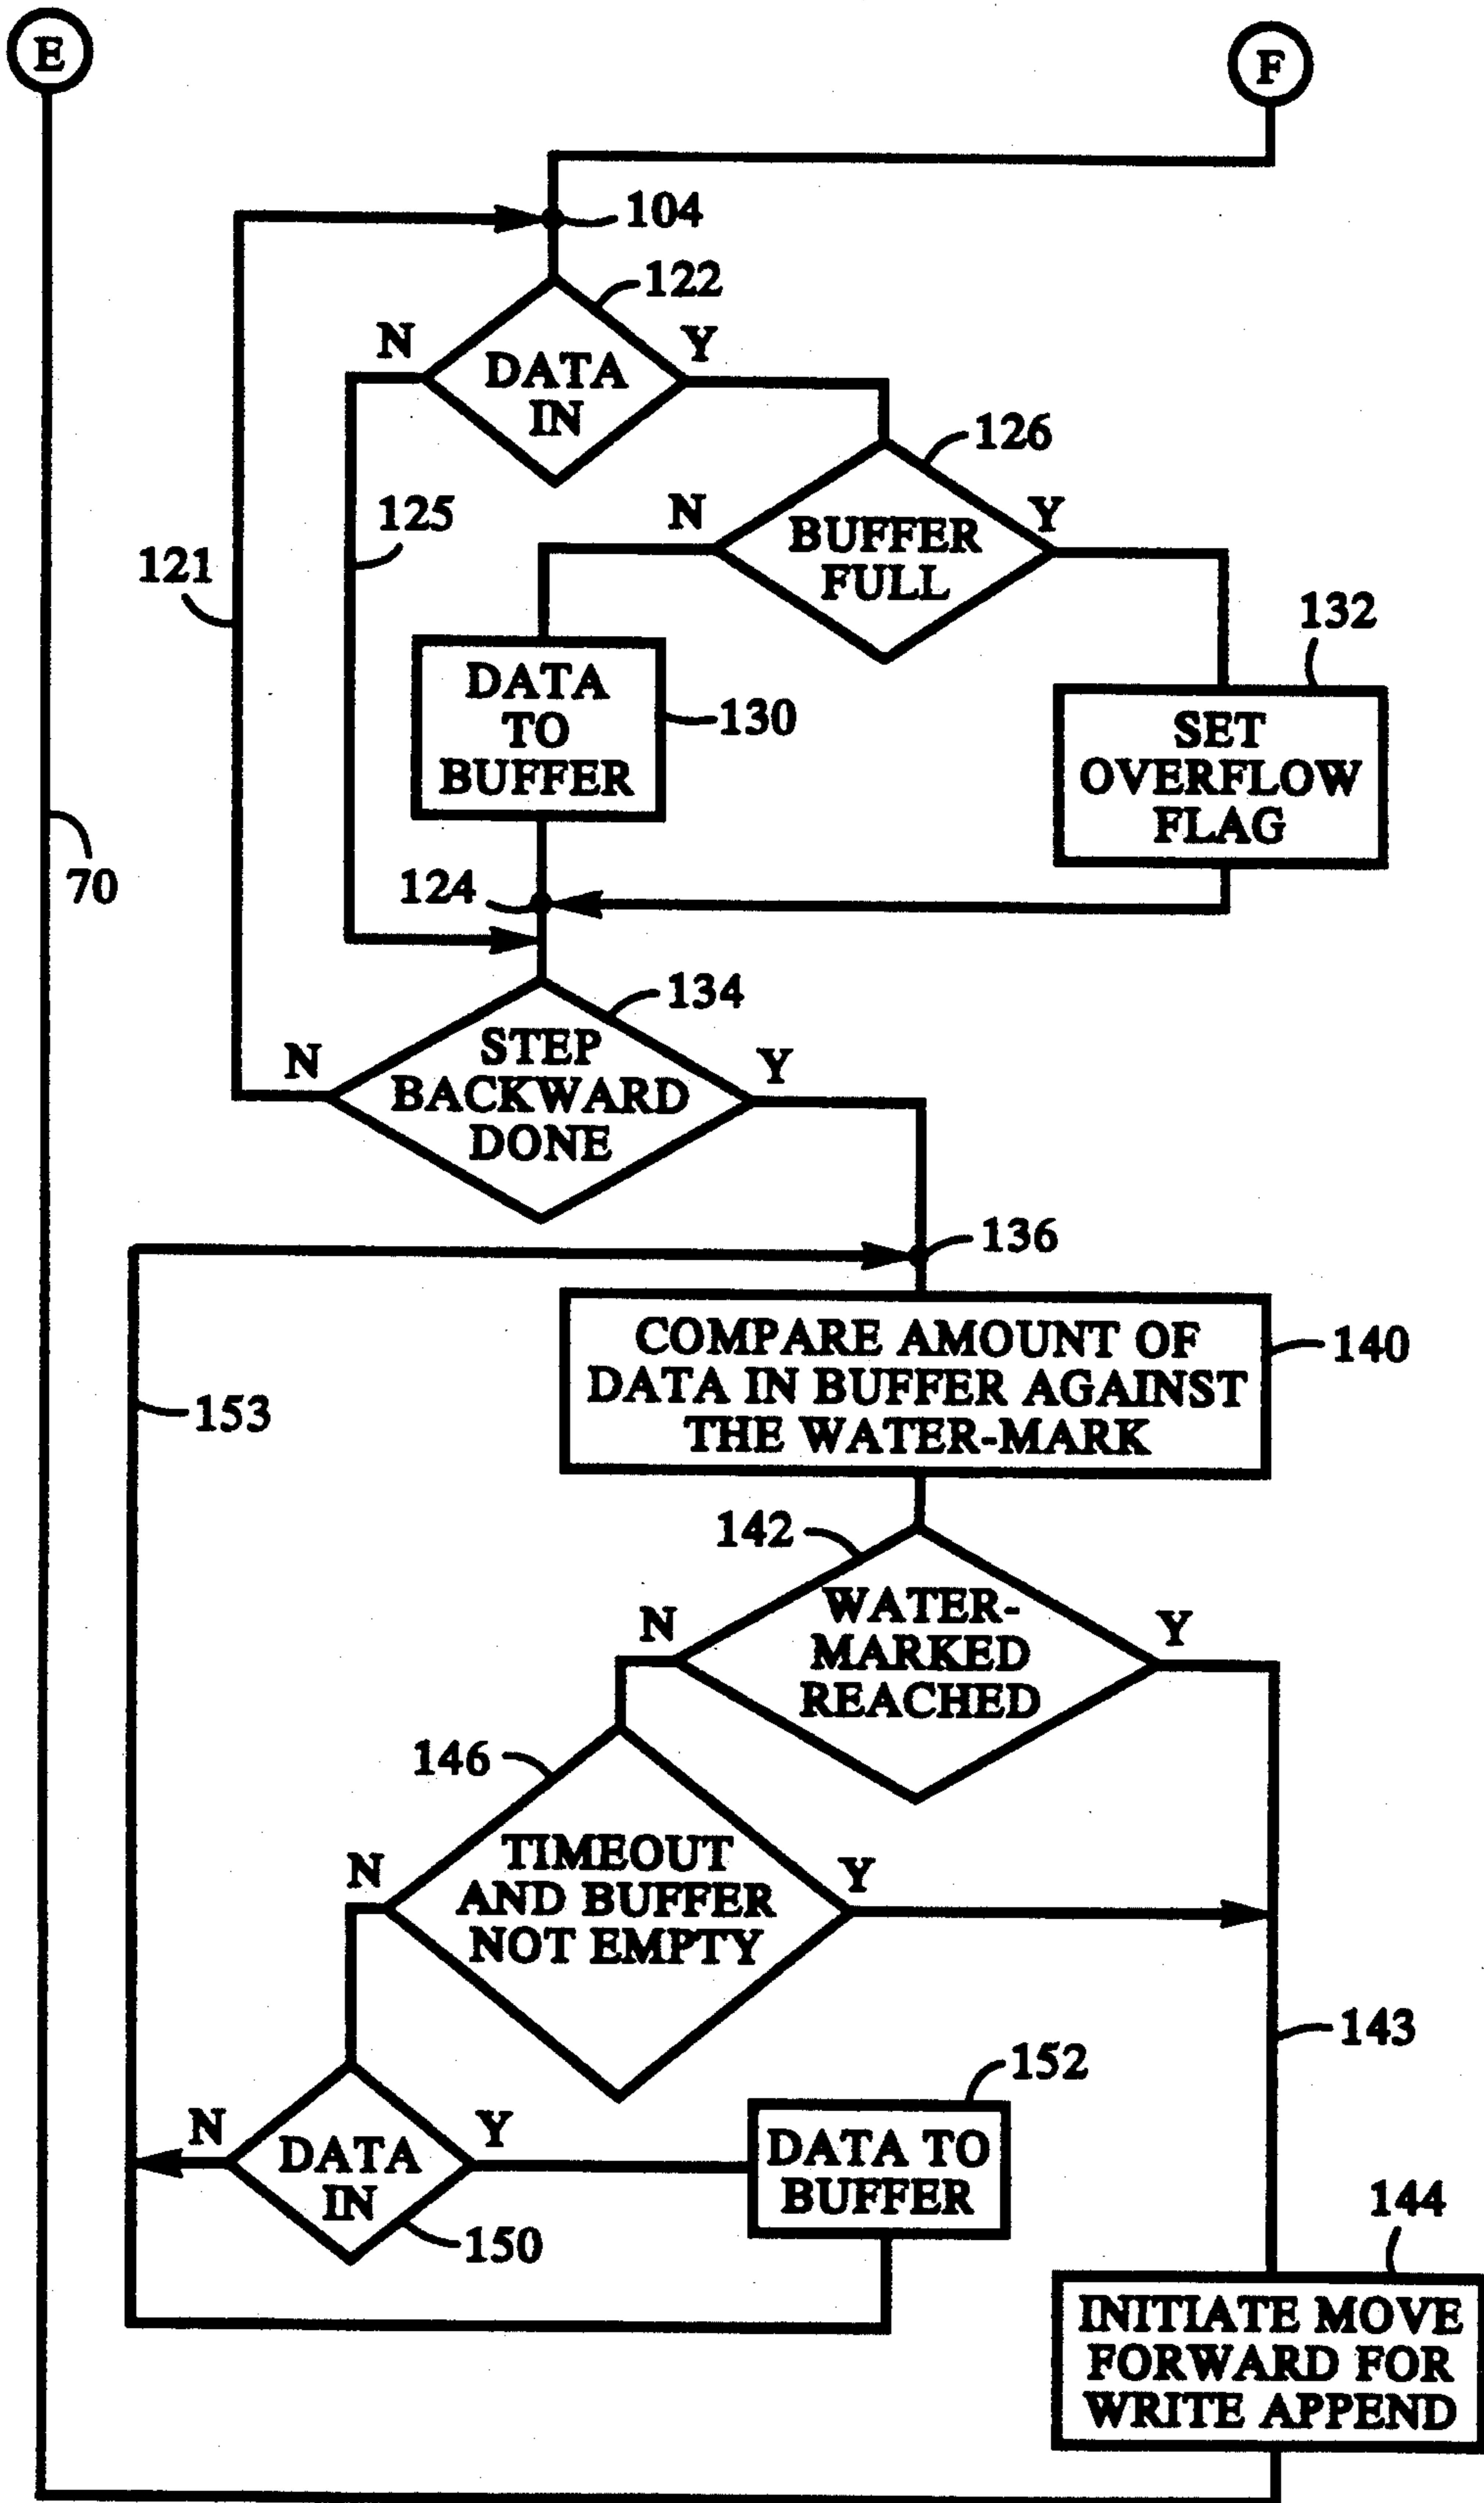 E
F
104
122
N
Y
DATA
IN
126
125
N
Y
BUFFER
FULL
121
132
DATA
TO
BUFFER
130
SET
OVERFLOW
FLAG
70
124
134
N
Y
STEP
BACKWARD
DONE
136
COMPARE AMOUNT OF
DATA IN BUFFER AGAINST
THE WATER-MARK
140
153
142
N
Y
WATER-
MARKED
REACHED
146
N
Y
TIMEOUT
AND BUFFER
NOT EMPTY
143
152
N
Y
DATA
IN
DATA TO
BUFFER
150
144
INITIATE MOVE
FORWARD FOR
WRITE APPEND